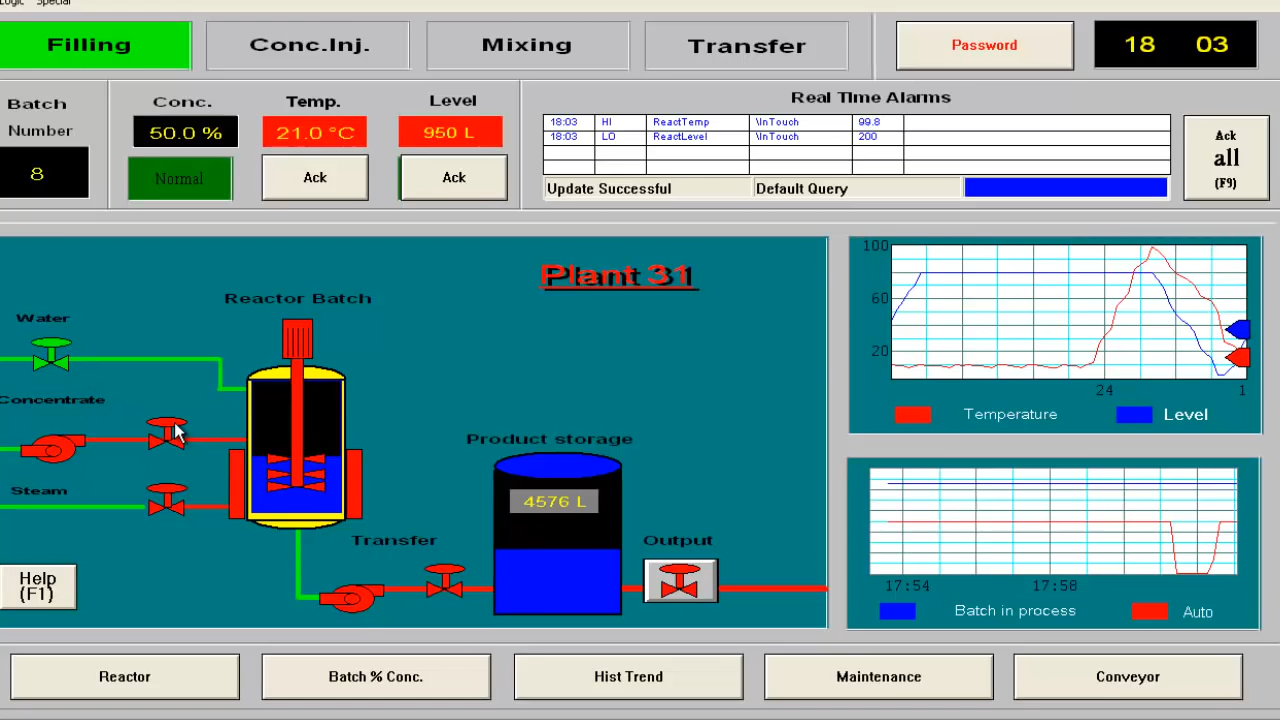 Logic Special
Filling Conc.Inj. Mixing Transfer Password 18 03
Batch
Number
8
Conc. Temp. Level
50.0 % 21.0 °C 950 L
Normal Ack Ack
Real TIme Alarms
18:03 HI ReactTemp \InTouch 99.8
18:03 LO ReactLevel \InTouch 200
Update Successful Default Query
Ack
all
(F9)
Plant 31
Reactor Batch
Water
Concentrate
Steam
Product storage
4576 L
Transfer
Output
Help
(F1)
100
60
20
24 1
Temperature Level
17:54 17:58
Batch in process Auto
Reactor Batch % Conc. Hist Trend Maintenance Conveyor